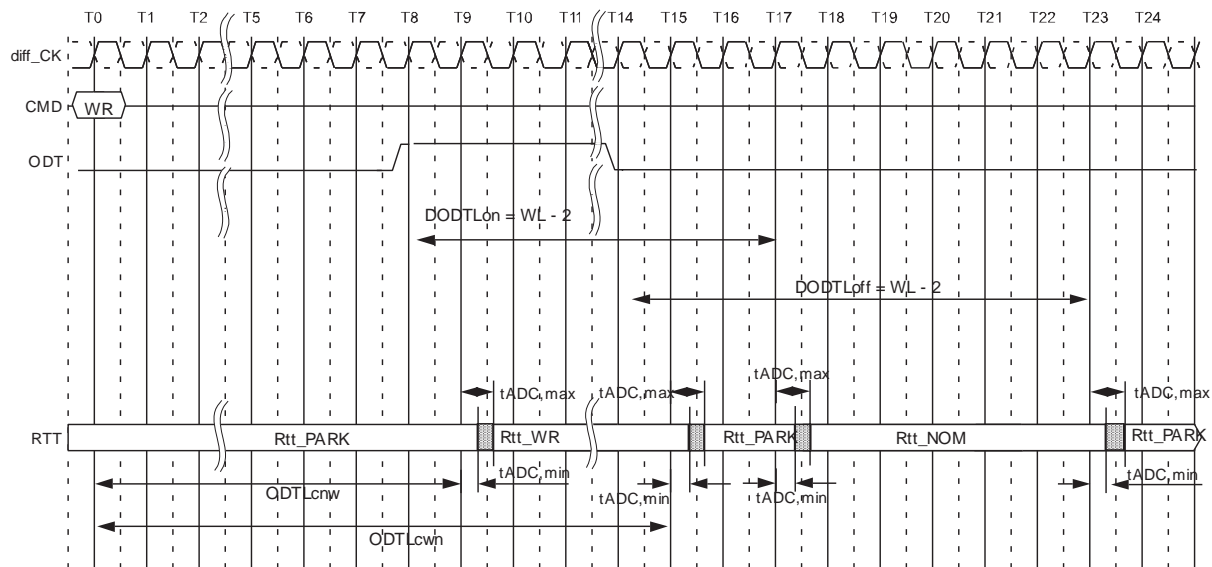 T0 T1 T2 T5 T6 T7 T8 T9 T10 T11 T14 T15 T16 T17 T18 T19 T20 T21 T22 T23 T24
diff_CK
CMD WR
ODT
DODTLon = WL - 2
DODTLoff = WL - 2
tADC,max tADC,max tADC,max tADC,max
RTT Rtt_PARK Rtt_WR Rtt_PARK Rtt_NOM Rtt_PARK
tADC,min tADC,min tADC,min tADC,min
ODTLcnw
ODTLcwn